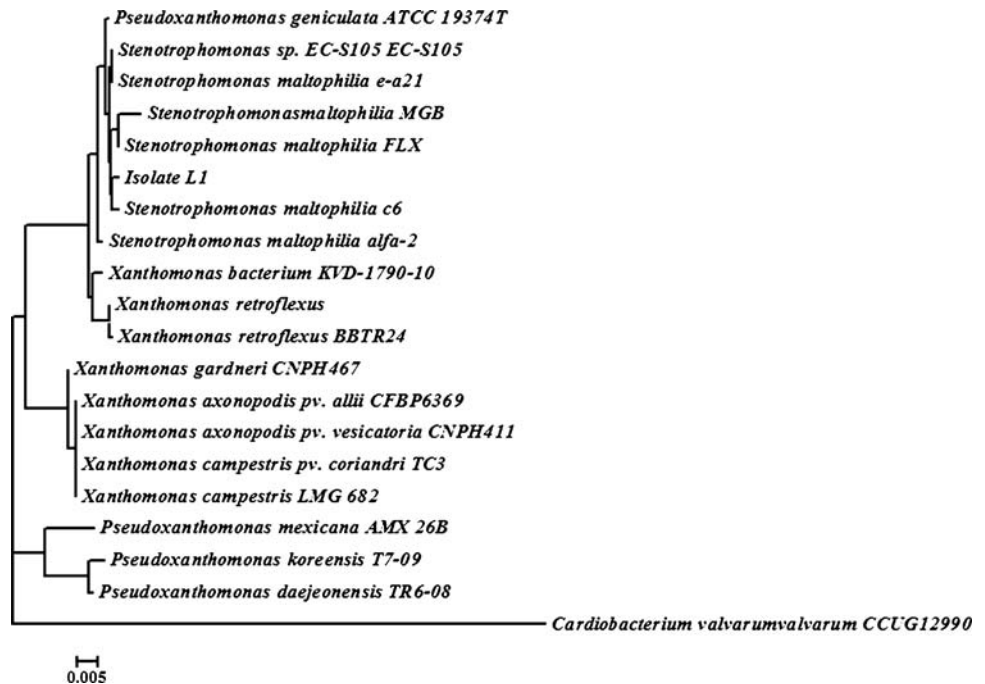 Pseudoxanthomonas geniculata ATCC 19374T
Stenotrophomonas sp. EC-S105 EC-S105
Stenotrophomonas maltophilia e-a21
Stenotrophomonasmaltophilia MGB
Stenotrophomonas maltophilia FLX
Isolate L1
Stenotrophomonas maltophilia c6
Stenotrophomonas maltophilia alfa-2
Xanthomonas bacterium KVD-1790-10
Xanthomonas retroflexus
Xanthomonas retroflexus BBTR24
Xanthomonas gardneri CNPH467
Xanthomonas axonopodis pv. allii CFBP6369
Xanthomonas axonopodis pv. vesicatoria CNPH411
Xanthomonas campestris pv. coriandri TC3
Xanthomonas campestris LMG 682
Pseudoxanthomonas mexicana AMX 26B
Pseudoxanthomonas koreensis T7-09
Pseudoxanthomonas daejeonensis TR6-08
Cardiobacterium valvarumvalvarum CCUG12990
0.005